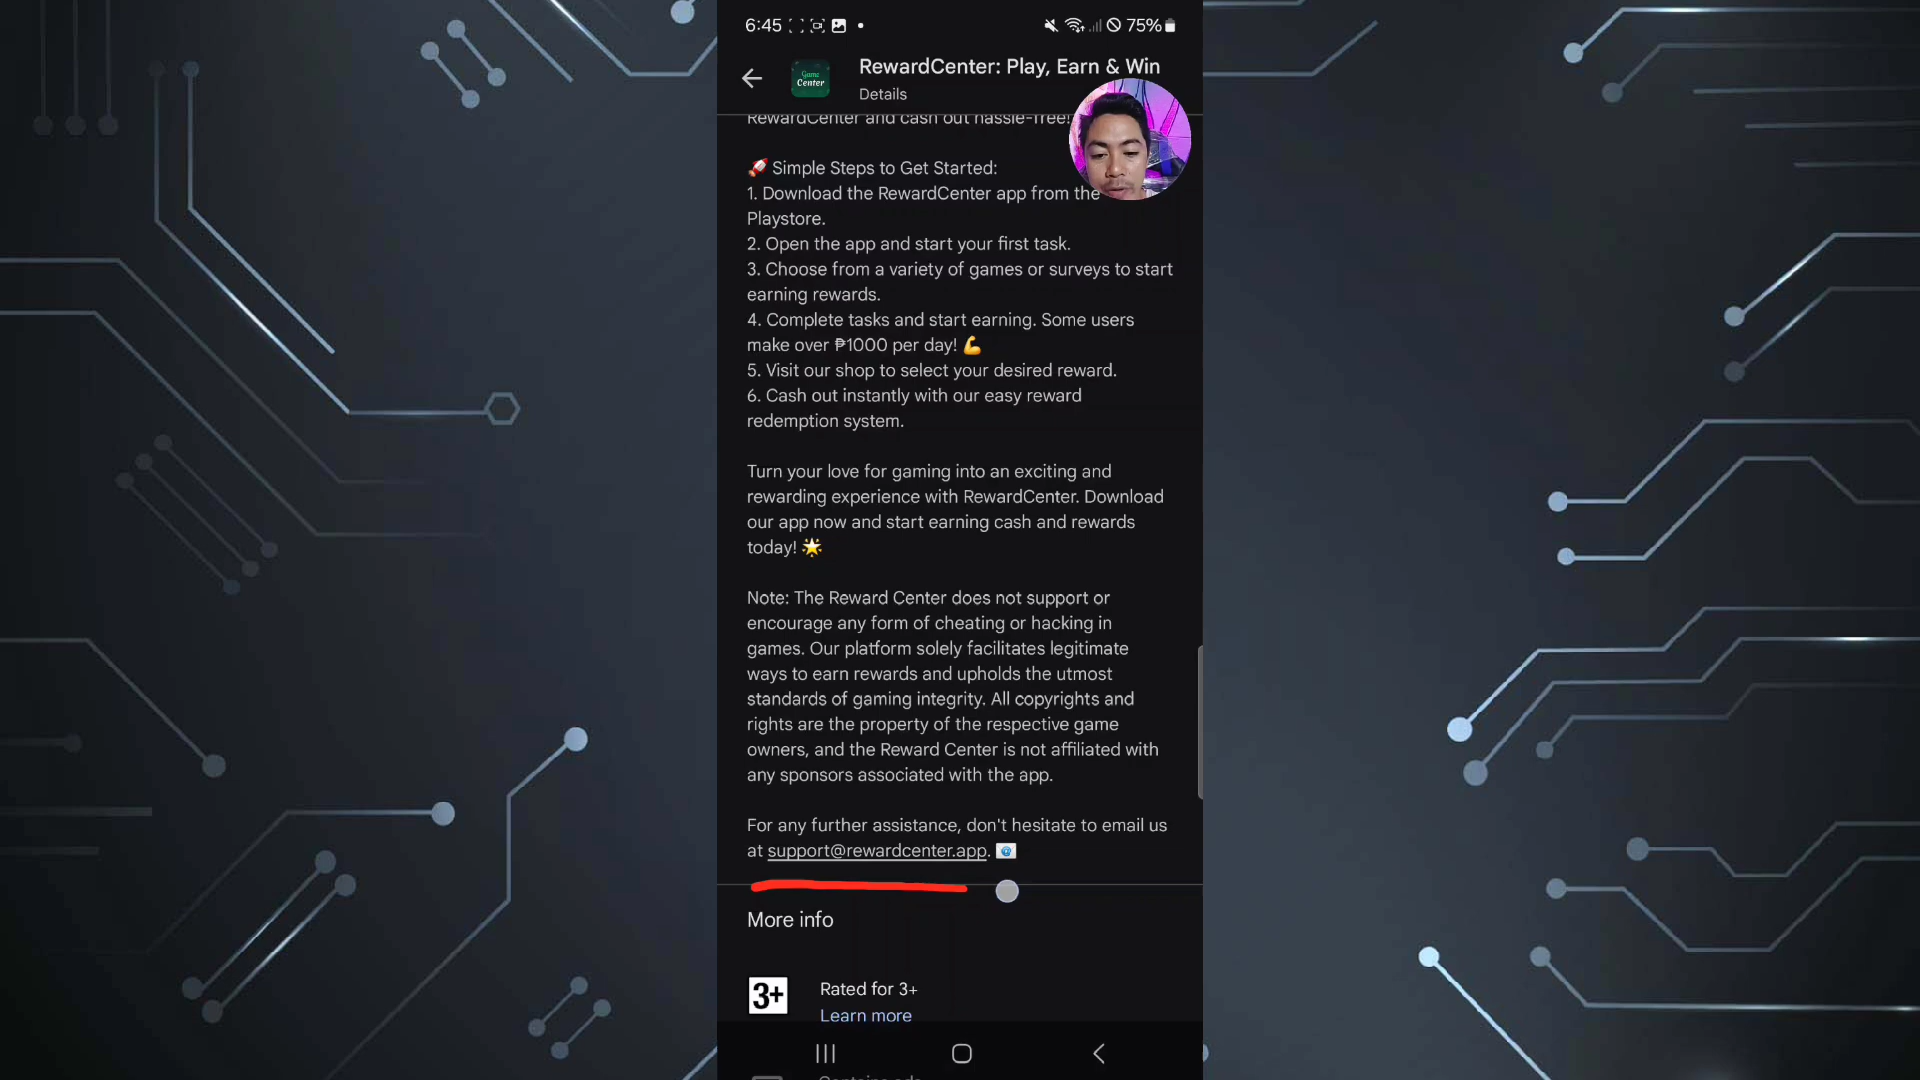 6:45
75%
Game
Center
RewardCenter: Play, Earn & Win
Details
RewardCenter and cash out hassle-free!
🚀 Simple Steps to Get Started:
1. Download the RewardCenter app from the
Playstore.
2. Open the app and start your first task.
3. Choose from a variety of games or surveys to start
earning rewards.
4. Complete tasks and start earning. Some users
make over ₱1000 per day! 💪
5. Visit our shop to select your desired reward.
6. Cash out instantly with our easy reward
redemption system.
Turn your love for gaming into an exciting and
rewarding experience with RewardCenter. Download
our app now and start earning cash and rewards
today! 🌟
Note: The Reward Center does not support or
encourage any form of cheating or hacking in
games. Our platform solely facilitates legitimate
ways to earn rewards and upholds the utmost
standards of gaming integrity. All copyrights and
rights are the property of the respective game
owners, and the Reward Center is not affiliated with
any sponsors associated with the app.
For any further assistance, don't hesitate to email us
at support@rewardcenter.app. 📧
More info
3+
Rated for 3+
Learn more
Contains ads